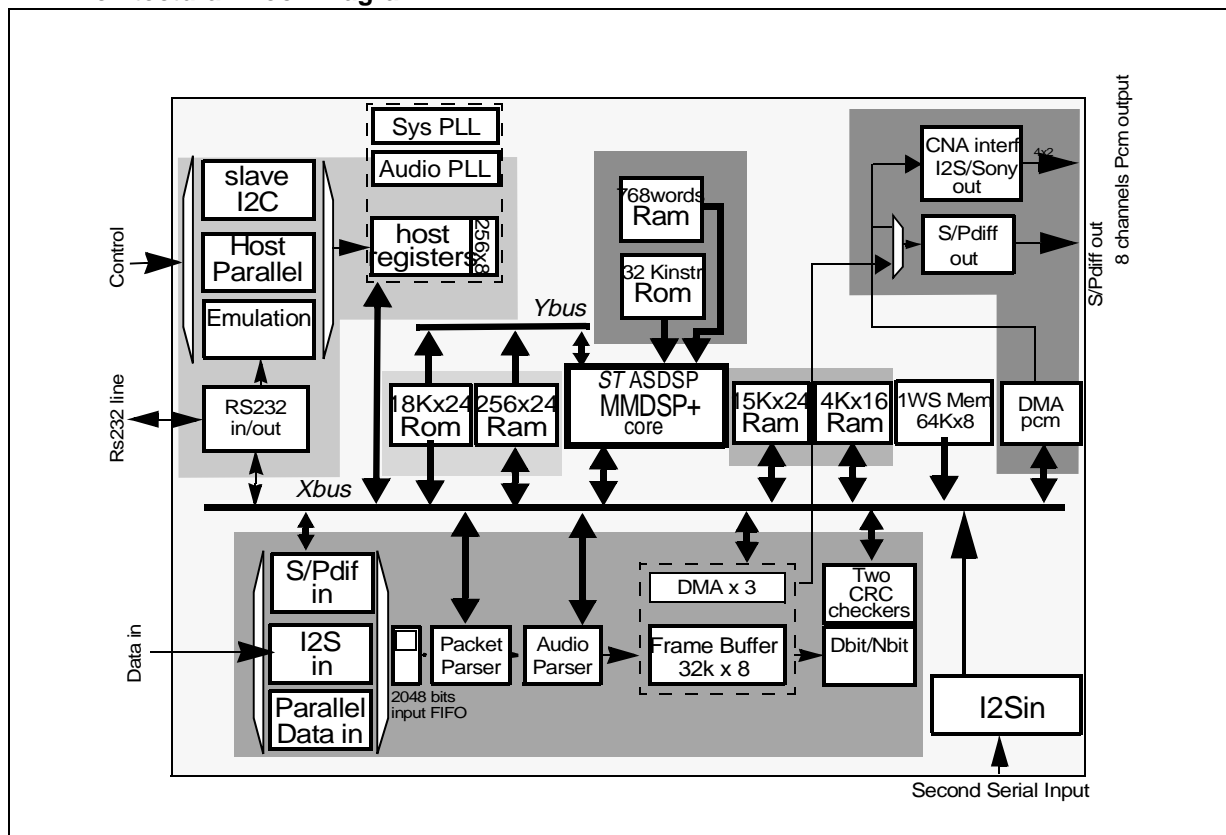 Sys PLL
Audio PLL
slave
I2C
Host
Parallel
Emulation
host
registers
256x8
Control
RS232
in/out
Rs232 line
768words
Ram
32 Kinstr
Rom
CNA interf
I2S/Sony
out
4x2
S/Pdiff
out
S/Pdiff out
8 channels Pcm output
Ybus
18Kx24
Rom
256x24
Ram
ST ASDSP
MMDSP+
core
15Kx24
Ram
4Kx16
Ram
1WS Mem
64Kx8
DMA
pcm
Xbus
S/Pdif
in
I2S
in
Parallel
Data in
Data in
2048 bits
input FIFO
Packet
Parser
Audio
Parser
DMA x 3
Frame Buffer
32k x 8
Two
CRC
checkers
Dbit/Nbit
I2Sin
Second Serial Input